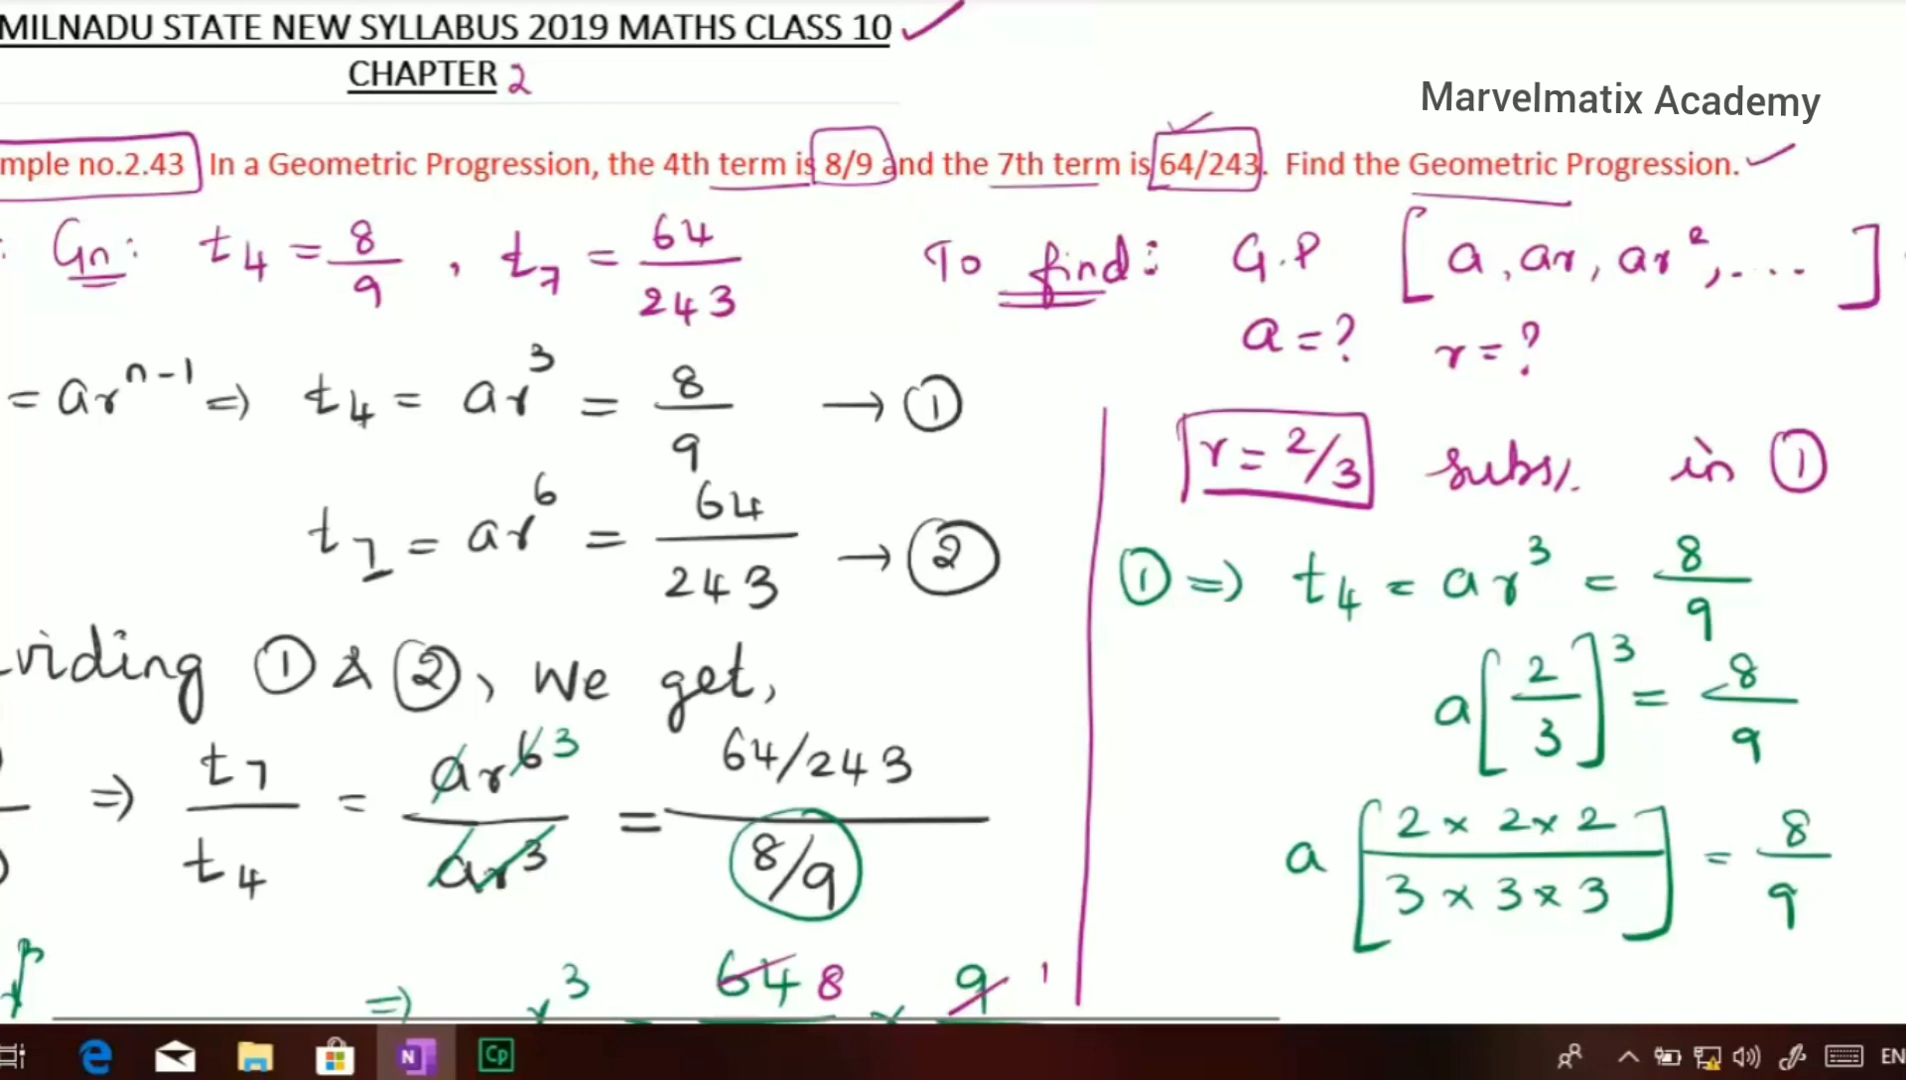 MILNADU STATE NEW SYLLABUS 2019 MATHS CLASS 10
CHAPTER 2
Marvelmatix Academy
mple no.2.43 In a Geometric Progression, the 4th term is 8/9 and the 7th term is 64/243. Find the Geometric Progression.
: Gn: t₄ = 8/9 , t₇ = 64/243
To find: G.P [a, ar, ar², .... ]
a = ? r = ?
= arⁿ⁻¹ ⇒ t₄ = ar³ = 8/9 → ①
t₇ = ar⁶ = 64/243 → ②
viding ① & ②, we get,
⇒ t₇/t₄ = ar⁶ 3/ar³ = 64/243 / 8/9
⇒ r³ = 64 8 × 9 1
r = 2/3 subs. in ①
① ⇒ t₄ = ar³ = 8/9
a[2/3]³ = 8/9
a[2 × 2 × 2 / 3 × 3 × 3] = 8/9
N Cp EN